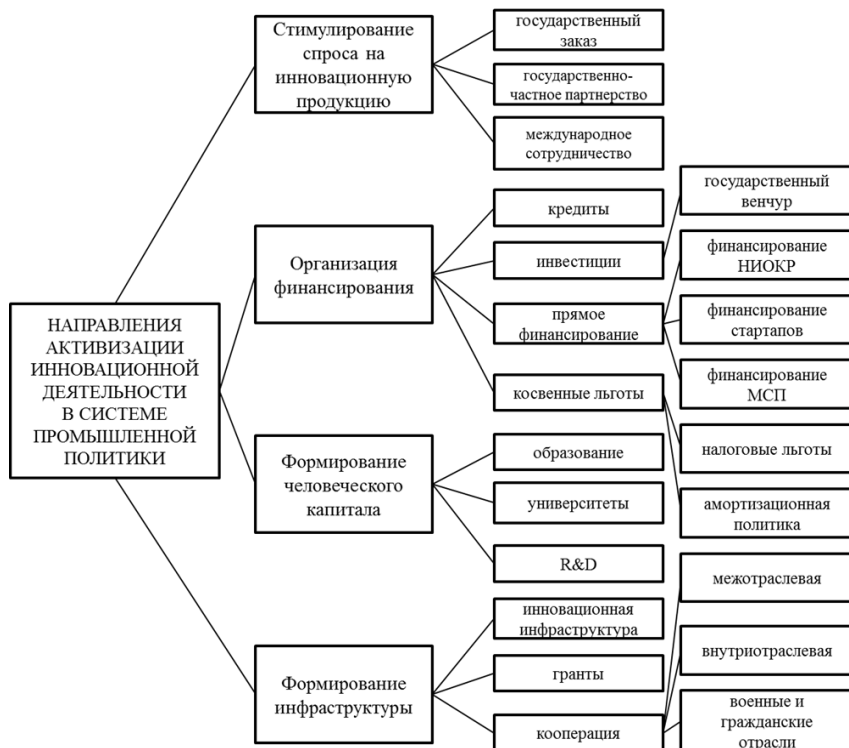 НАПРАВЛЕНИЯ
АКТИВИЗАЦИИ
ИННОВАЦИОННОЙ
ДЕЯТЕЛЬНОСТИ
В СИСТЕМЕ
ПРОМЫШЛЕННОЙ
ПОЛИТИКИ
Стимулирование
спроса на
инновационную
продукцию
государственный
заказ
государственно-
частное партнерство
международное
сотрудничество
Организация
финансирования
кредиты
инвестиции
государственный
венчур
прямое
финансирование
финансирование
НИОКР
финансирование
стартапов
финансирование
МСП
косвенные льготы
налоговые льготы
амортизационная
политика
Формирование
человеческого
капитала
образование
университеты
R&D
Формирование
инфраструктуры
инновационная
инфраструктура
гранты
кооперация
межотраслевая
внутриотраслевая
военные и
гражданские
отрасли